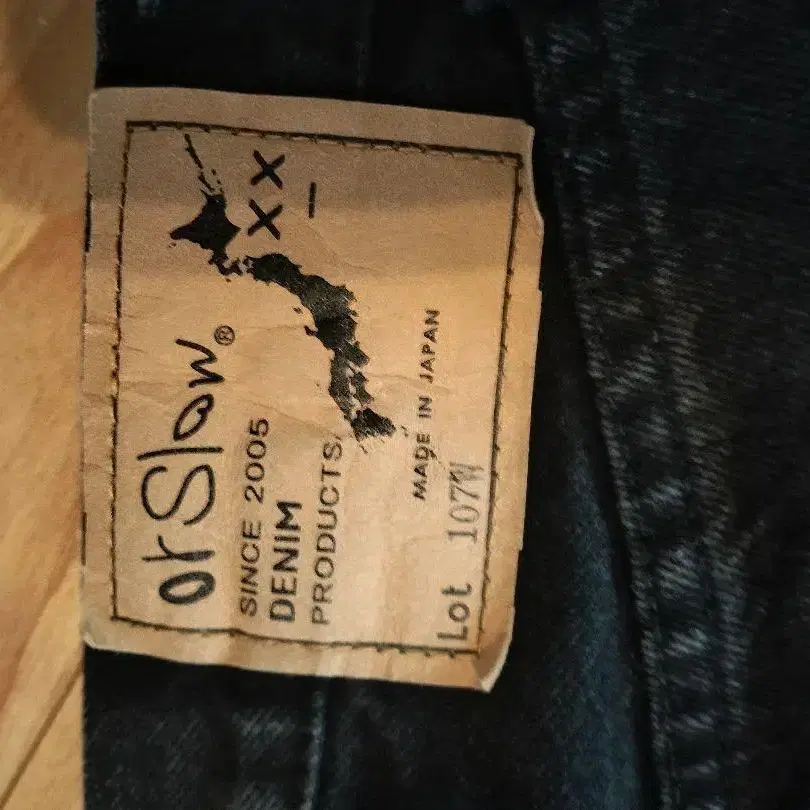 orSlow®
SINCE 2005
DENIM
PRODUCTS
XX
MADE IN JAPAN
Lot 107W